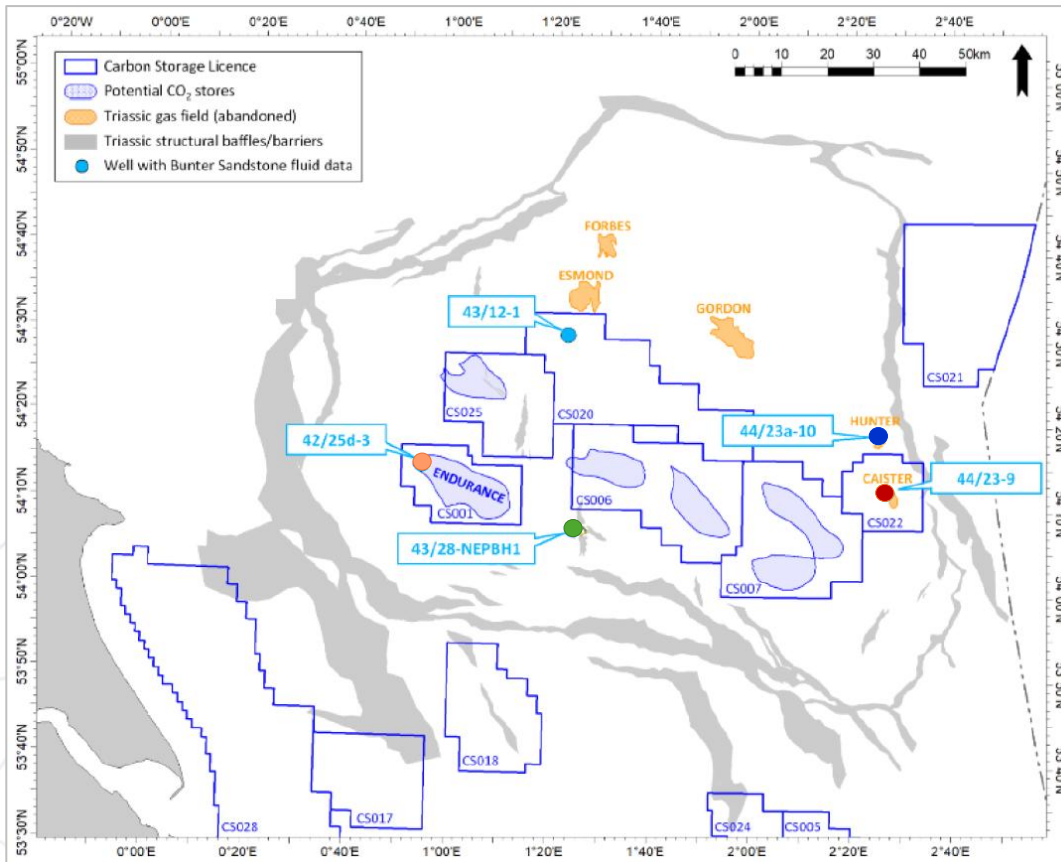 0°20'W 0°00'E 0°20'E 0°40'E 1°00'E 1°20'E 1°40'E 2°00'E 2°20'E 2°40'E
55°00'N
Carbon Storage Licence
Potential CO₂ stores
Triassic gas field (abandoned)
Triassic structural baffles/barriers
Well with Bunter Sandstone fluid data
0 10 20 30 40 50km
54°50'N
54°40'N
FORBES
ESMOND
43/12-1
GORDON
54°30'N
CS021
CS025
CS020
54°20'N
HUNTER
44/23a-10
42/25d-3
CAISTER
44/23-9
ENDURANCE
54°10'N
CS001
CS006
CS022
43/28-NEPBH1
54°00'N
CS007
53°50'N
CS018
53°40'N
CS017
CS028
CS024
CS005
53°30'N
0°00'E 0°20'E 0°40'E 1°00'E 1°20'E 1°40'E 2°00'E 2°20'E 2°40'E